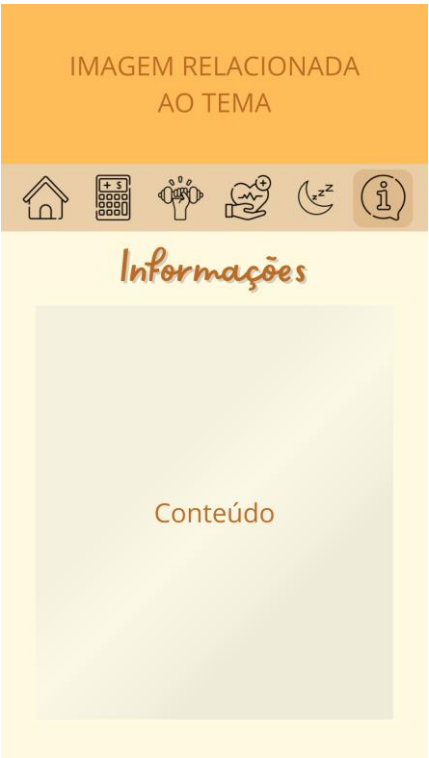 IMAGEM RELACIONADA
AO TEMA
+ $
z z z
i
Informações
Conteúdo